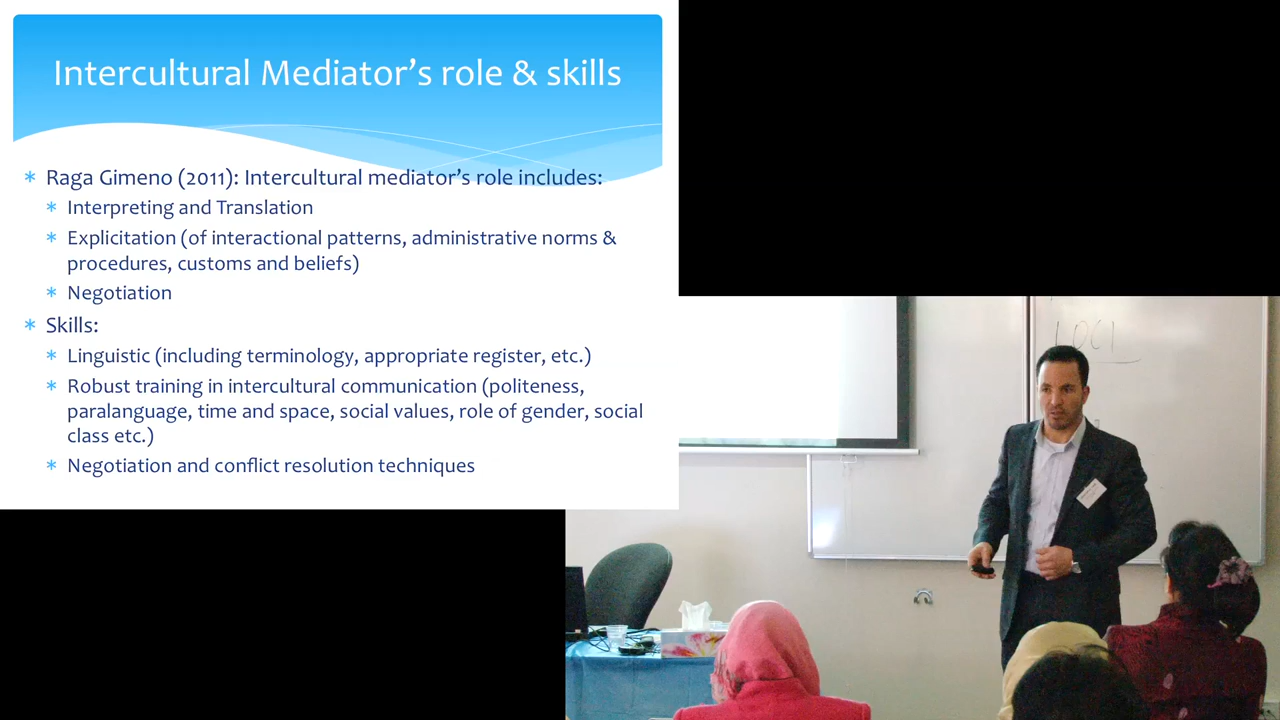 Intercultural Mediator's role & skills
* Raga Gimeno (2011): Intercultural mediator's role includes:
* Interpreting and Translation
* Explicitation (of interactional patterns, administrative norms &
procedures, customs and beliefs)
* Negotiation
* Skills:
* Linguistic (including terminology, appropriate register, etc.)
* Robust training in intercultural communication (politeness,
paralanguage, time and space, social values, role of gender, social
class etc.)
* Negotiation and conflict resolution techniques